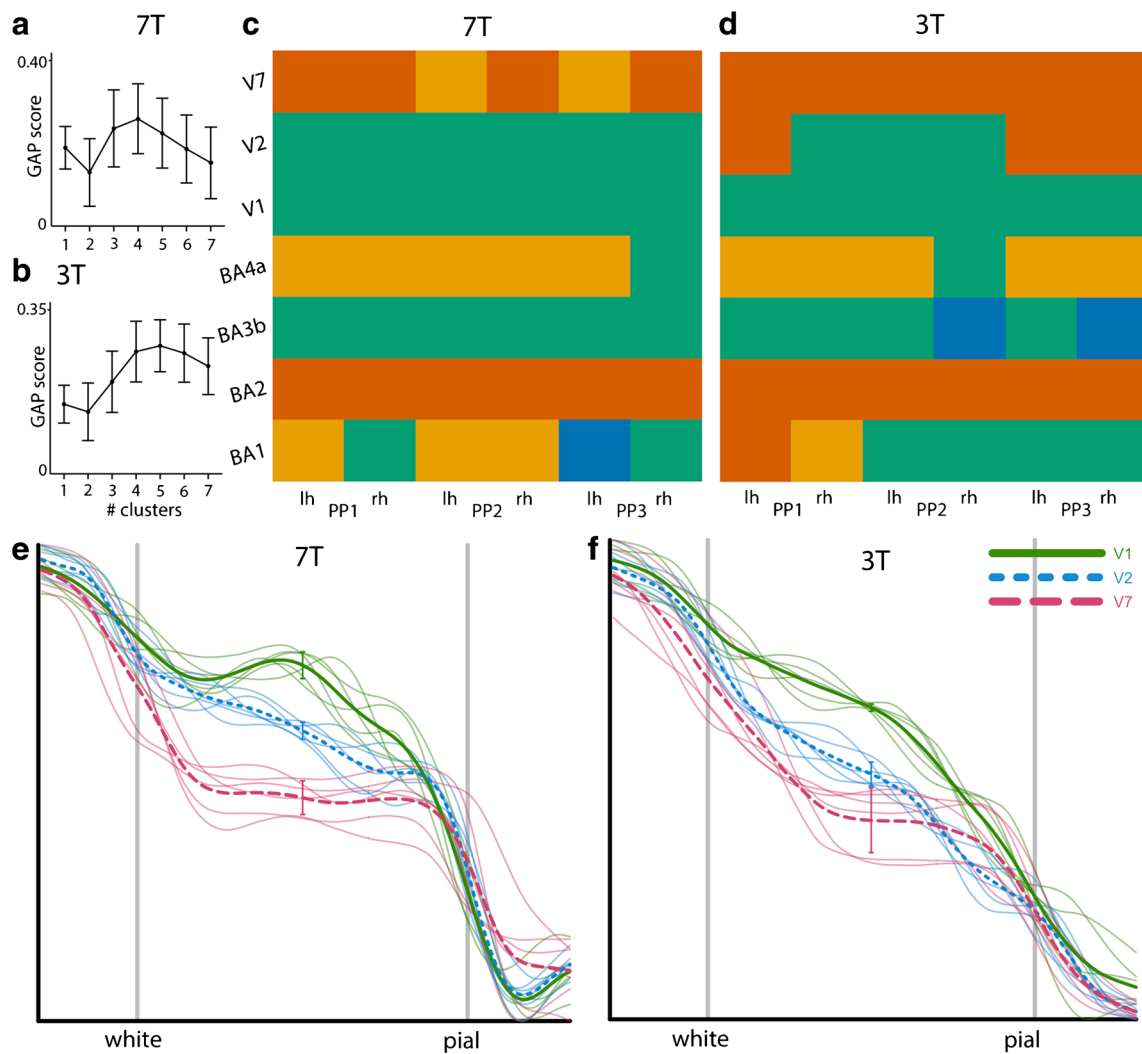 a
7T
0.40
GAP score
0
1 2 3 4 5 6 7
b 3T
0.35
GAP score
0
1 2 3 4 5 6 7
# clusters
c
7T
V7
V2
V1
BA4a
BA3b
BA2
BA1
lh rh lh rh lh rh
PP1 PP2 PP3
d
3T
lh rh lh rh lh rh
PP1 PP2 PP3
e
7T
white pial
f
3T
V1
V2
V7
white pial